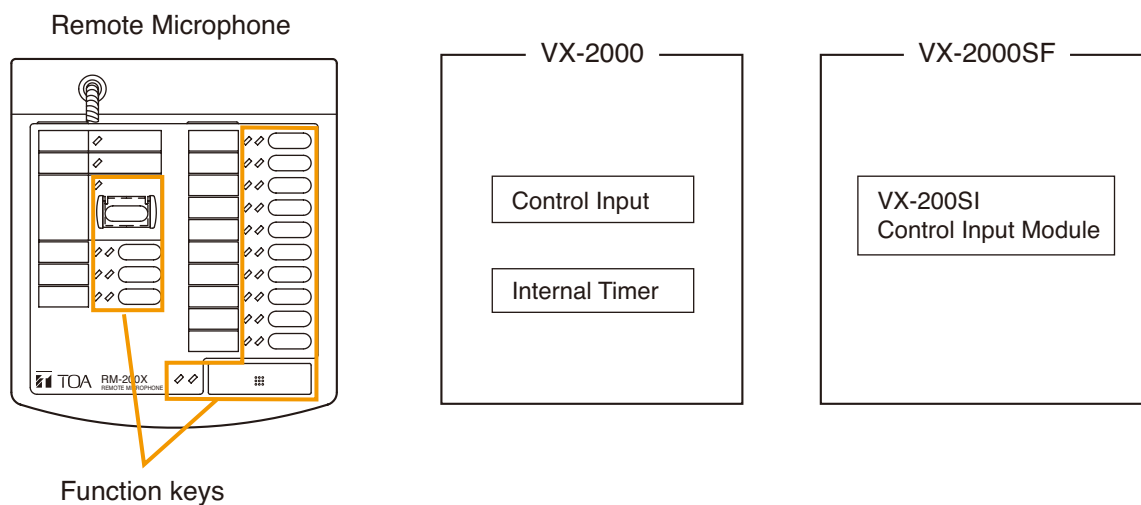 Remote Microphone
TOA
RM-200X
REMOTE MICROPHONE
Function keys
VX-2000
Control Input
Internal Timer
VX-2000SF
VX-200SI
Control Input Module